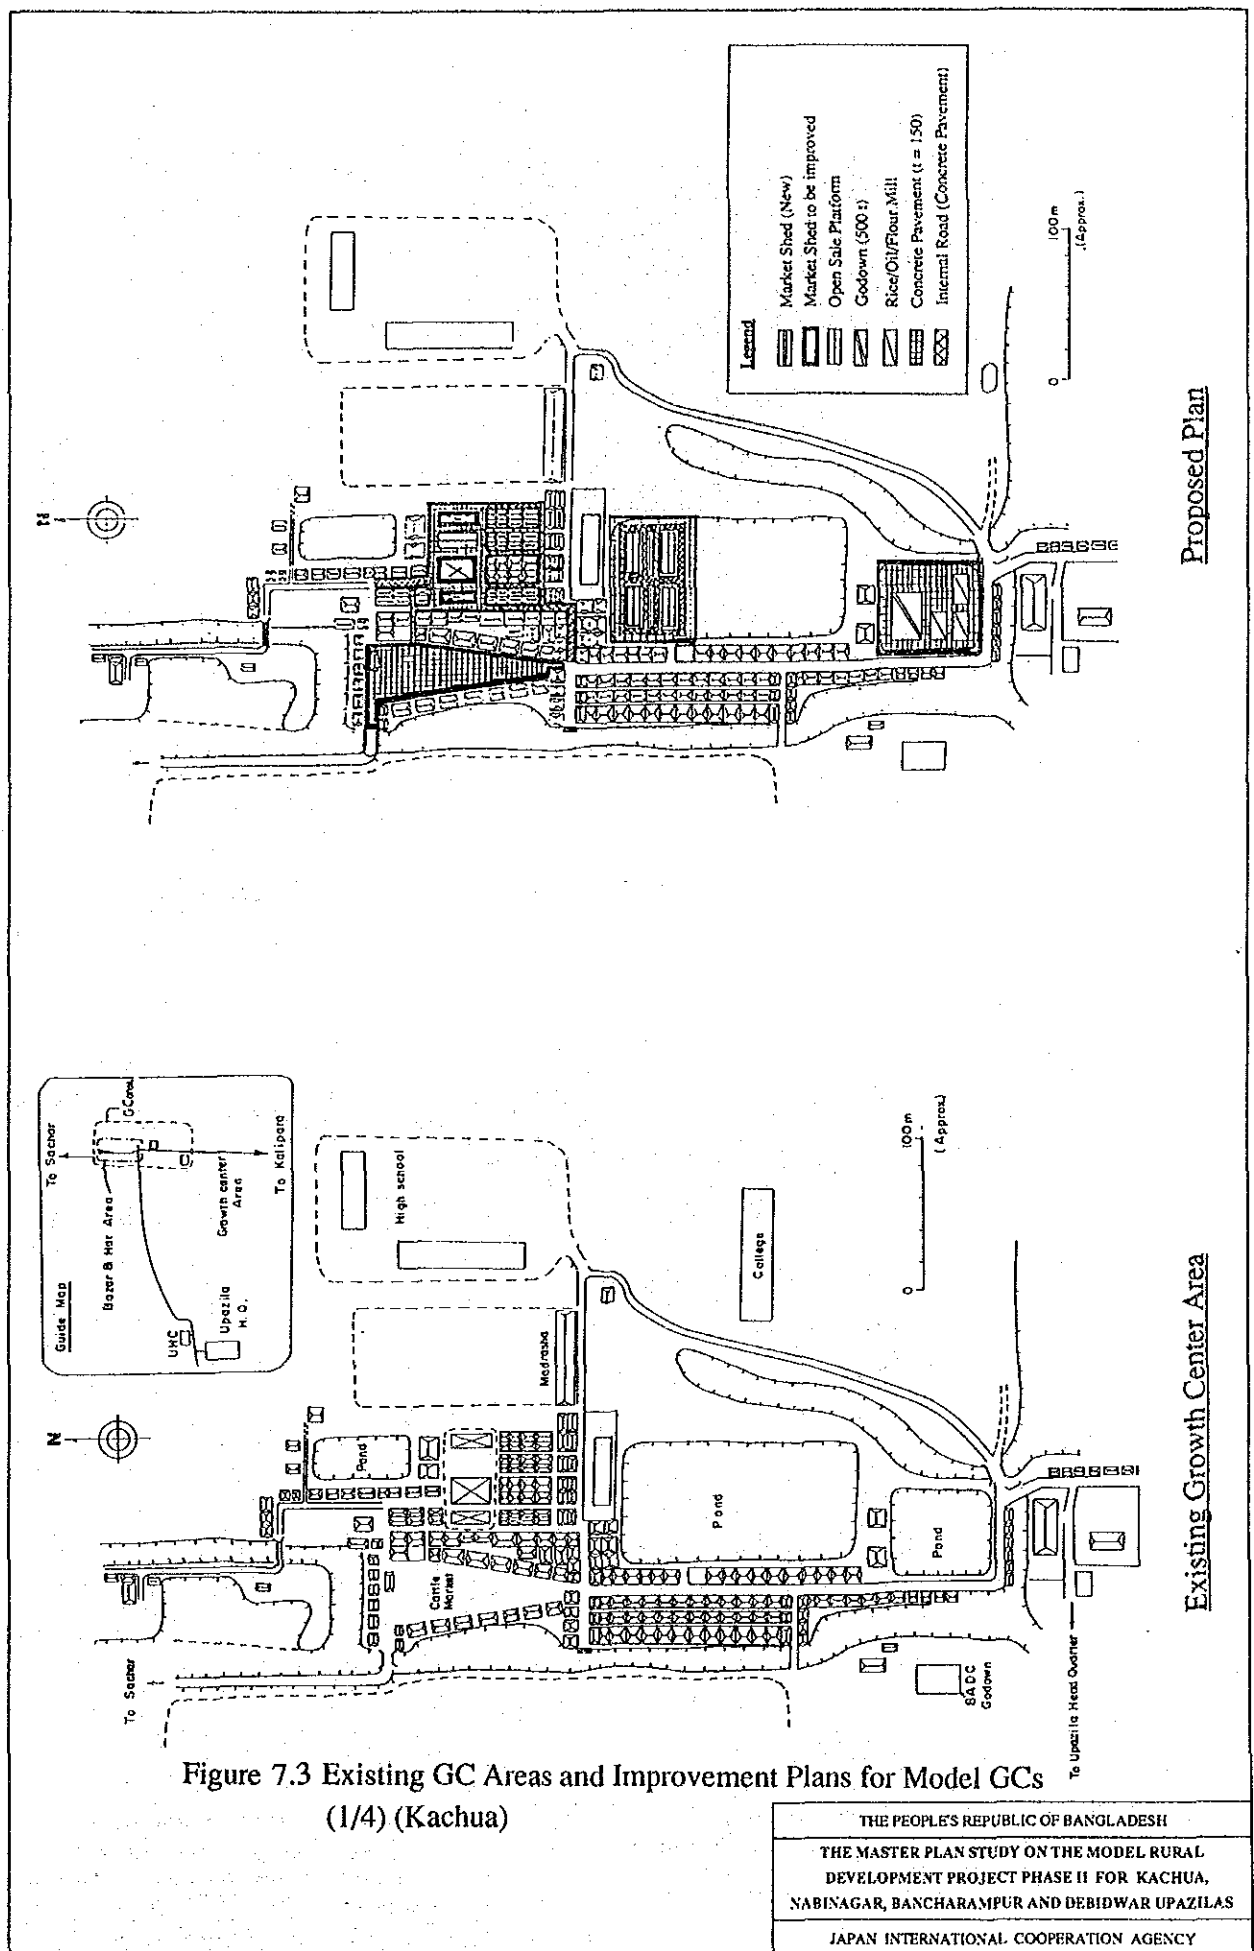 Legend
Market Shed (New)
Market Shed to be improved
Open Sale Platform
Godown (500 t)
Rice/Oil/Flour Mill
Concrete Pavement (t = 150)
Internal Road (Concrete Pavement)
0
100m
(Approx.)
Proposed Plan
Guide Map
To Sachar
Bazar & Hat Area
GC area
UHC
Upazila
H.Q.
Growth center
Area
To Kalipara
N
To Sachar
Pond
Cattle
Market
High school
Madrasha
College
Pond
Pond
BADC
Godown
To Upazila Head Quarter
0
100m
(Approx.)
Existing Growth Center Area
Figure 7.3 Existing GC Areas and Improvement Plans for Model GCs
(1/4) (Kachua)
THE PEOPLE'S REPUBLIC OF BANGLADESH
THE MASTER PLAN STUDY ON THE MODEL RURAL
DEVELOPMENT PROJECT PHASE II FOR KACHUA,
NABINAGAR, BANCHARAMPUR AND DEBIDWAR UPAZILAS
JAPAN INTERNATIONAL COOPERATION AGENCY